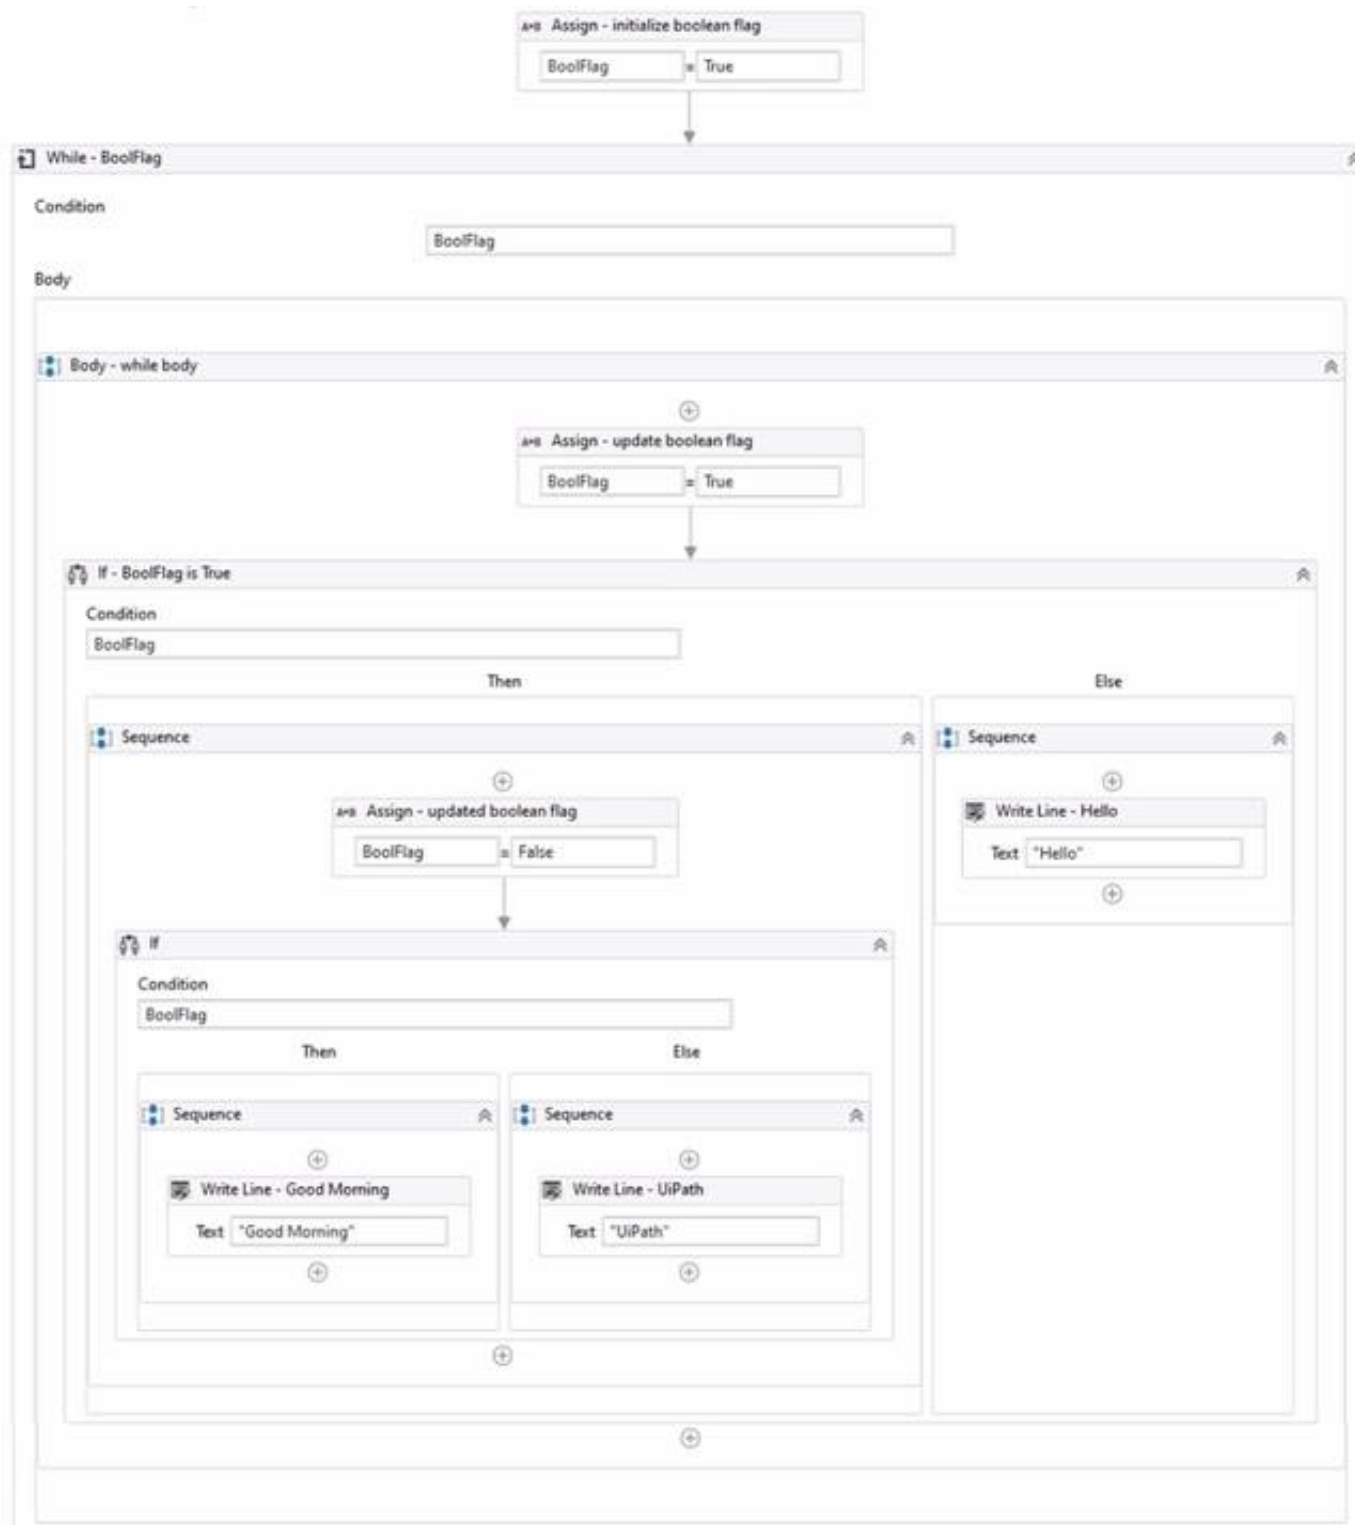 A+B Assign - initialize boolean flag
BoolFlag = True
While - BoolFlag
Condition
BoolFlag
Body
Body - while body
A+B Assign - update boolean flag
BoolFlag = True
If - BoolFlag is True
Condition
BoolFlag
Then Else
Sequence Sequence
A+B Assign - updated boolean flag Write Line - Hello
BoolFlag = False Text "Hello"
If
Condition
BoolFlag
Then Else
Sequence Sequence
Write Line - Good Morning Write Line - UiPath
Text "Good Morning" Text "UiPath"